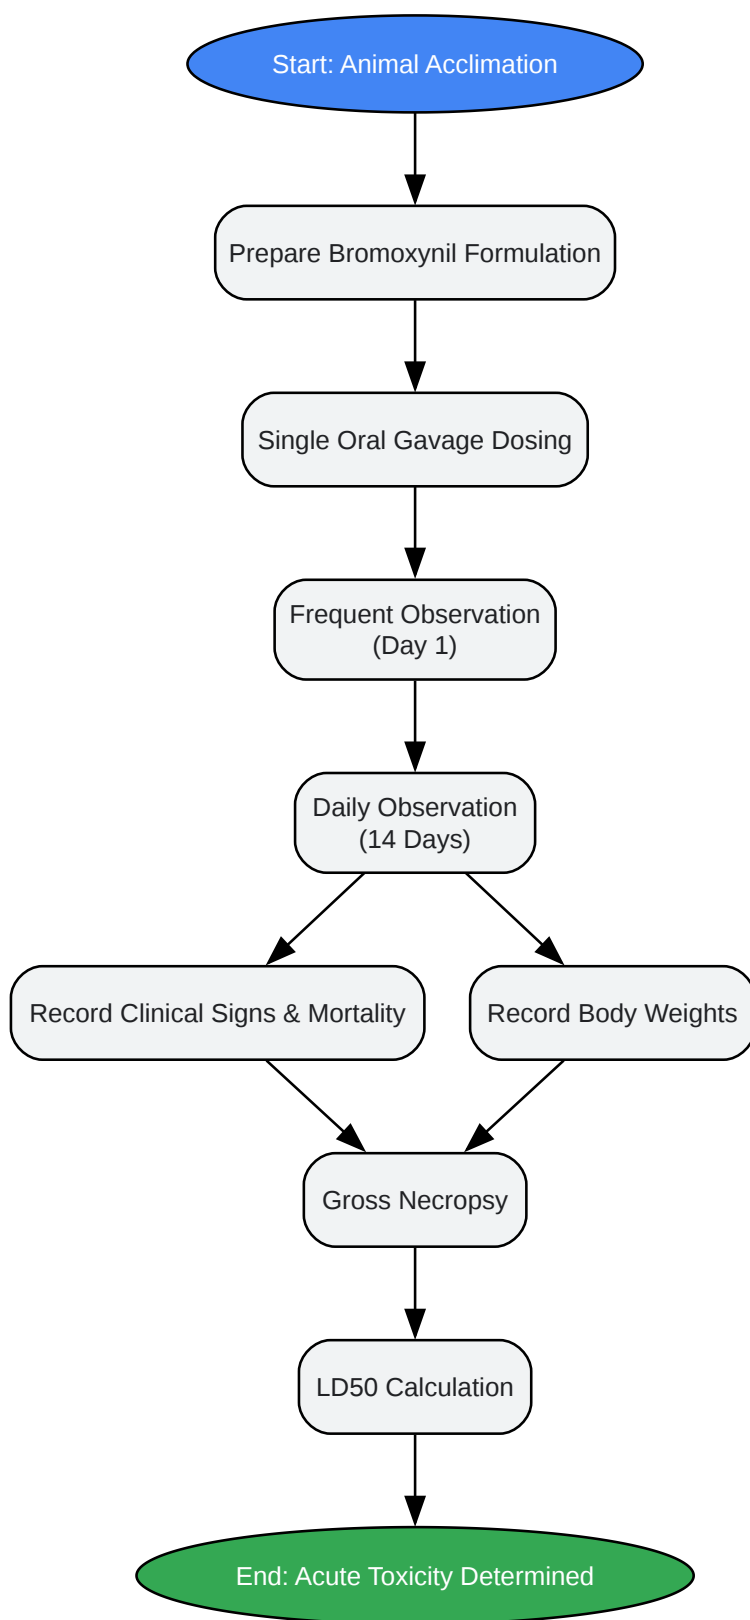 Start: Animal Acclimation
Prepare Bromoxynil Formulation
Single Oral Gavage Dosing
Frequent Observation
(Day 1)
Daily Observation
(14 Days)
Record Clinical Signs & Mortality
Record Body Weights
Gross Necropsy
LD50 Calculation
End: Acute Toxicity Determined